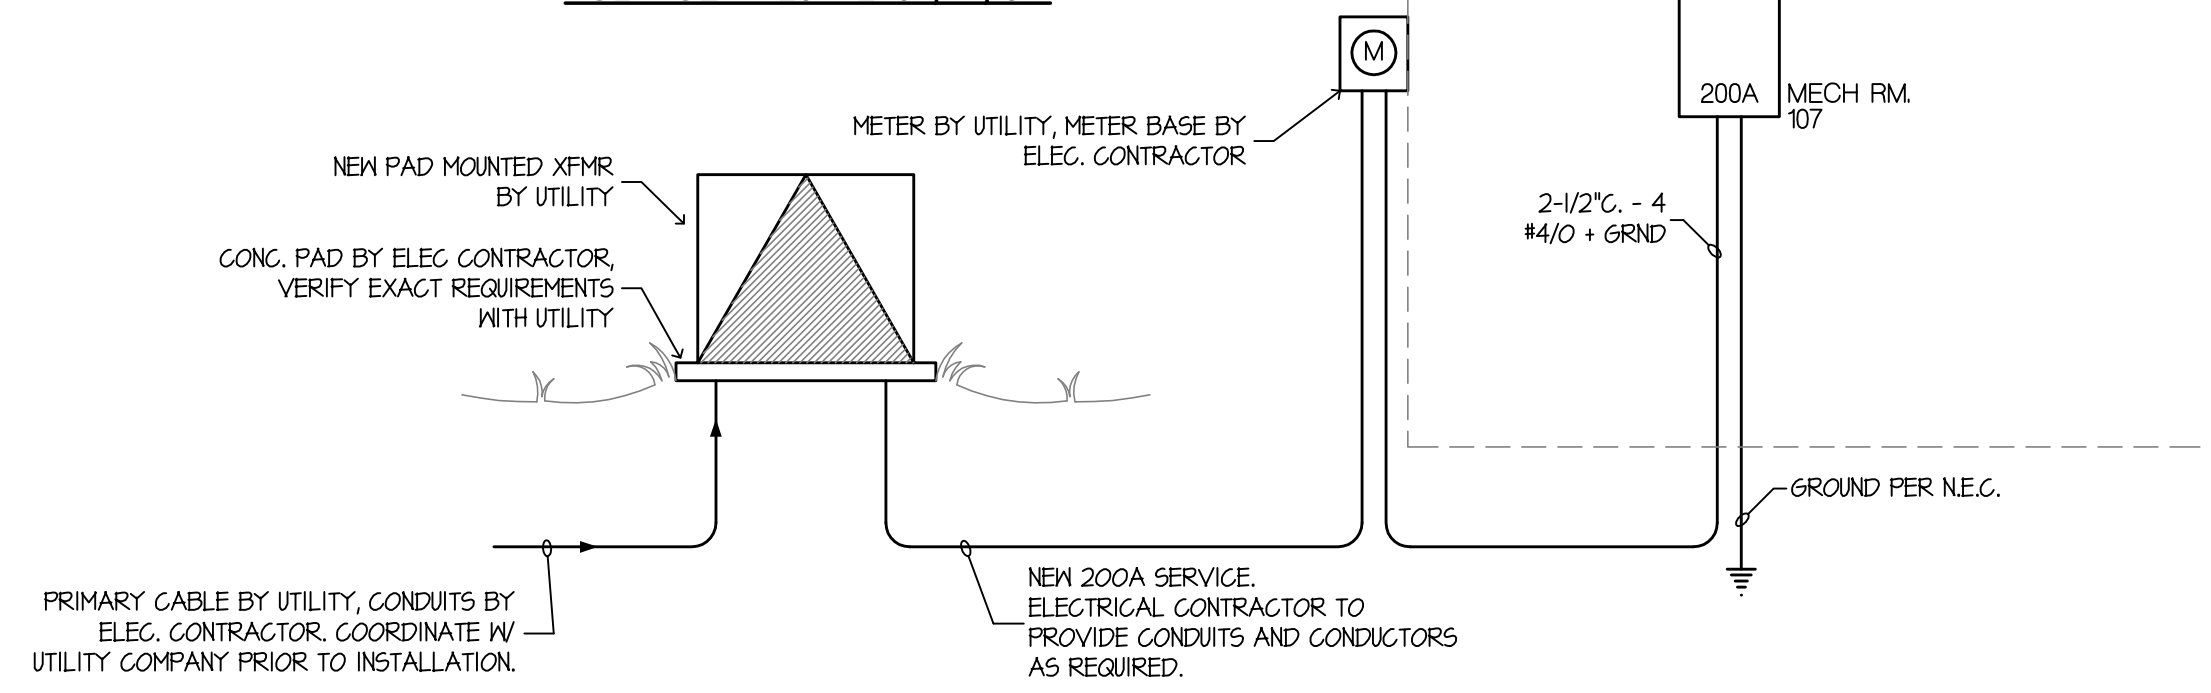 M
200A
MECH RM.
107
METER BY UTILITY, METER BASE BY
ELEC. CONTRACTOR
NEW PAD MOUNTED XFMR
BY UTILITY
2-1/2"C. - 4
#4/0 + GRND
CONC. PAD BY ELEC CONTRACTOR,
VERIFY EXACT REQUIREMENTS
WITH UTILITY
GROUND PER N.E.C.
PRIMARY CABLE BY UTILITY, CONDUITS BY
ELEC. CONTRACTOR. COORDINATE W/
UTILITY COMPANY PRIOR TO INSTALLATION.
NEW 200A SERVICE.
ELECTRICAL CONTRACTOR TO
PROVIDE CONDUITS AND CONDUCTORS
AS REQUIRED.